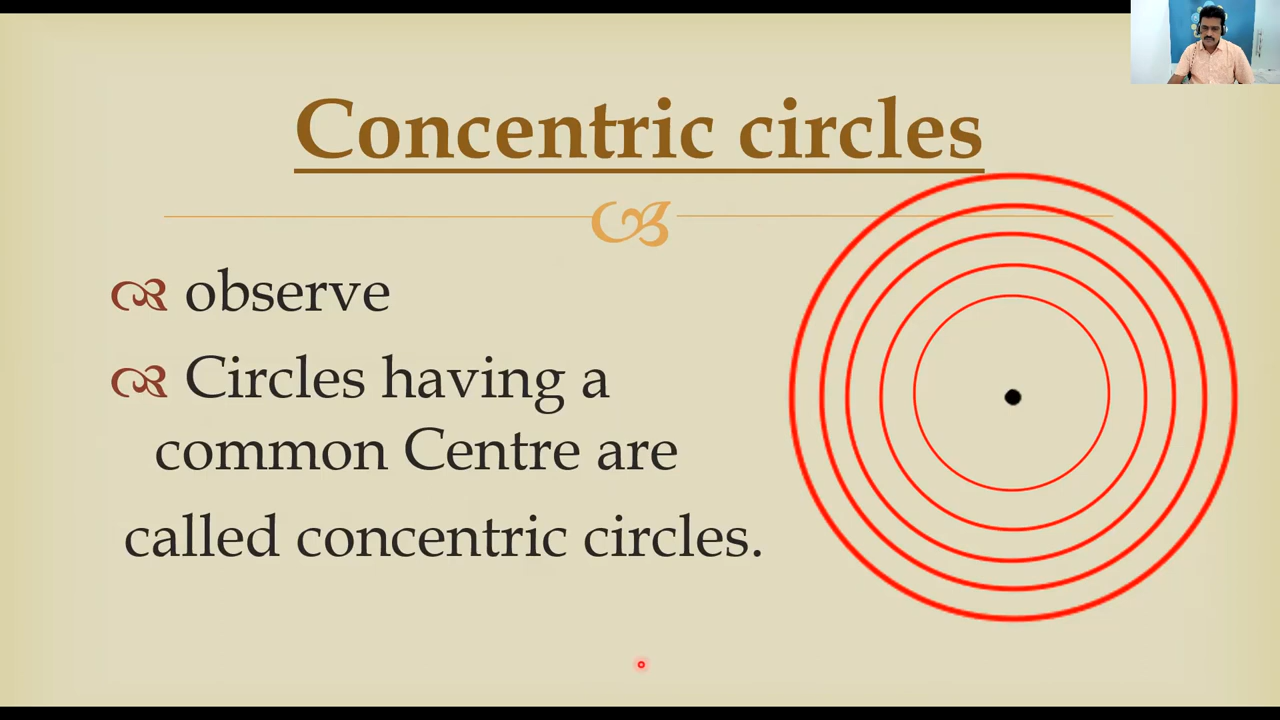 Concentric circles
observe
Circles having a
common Centre are
called concentric circles.